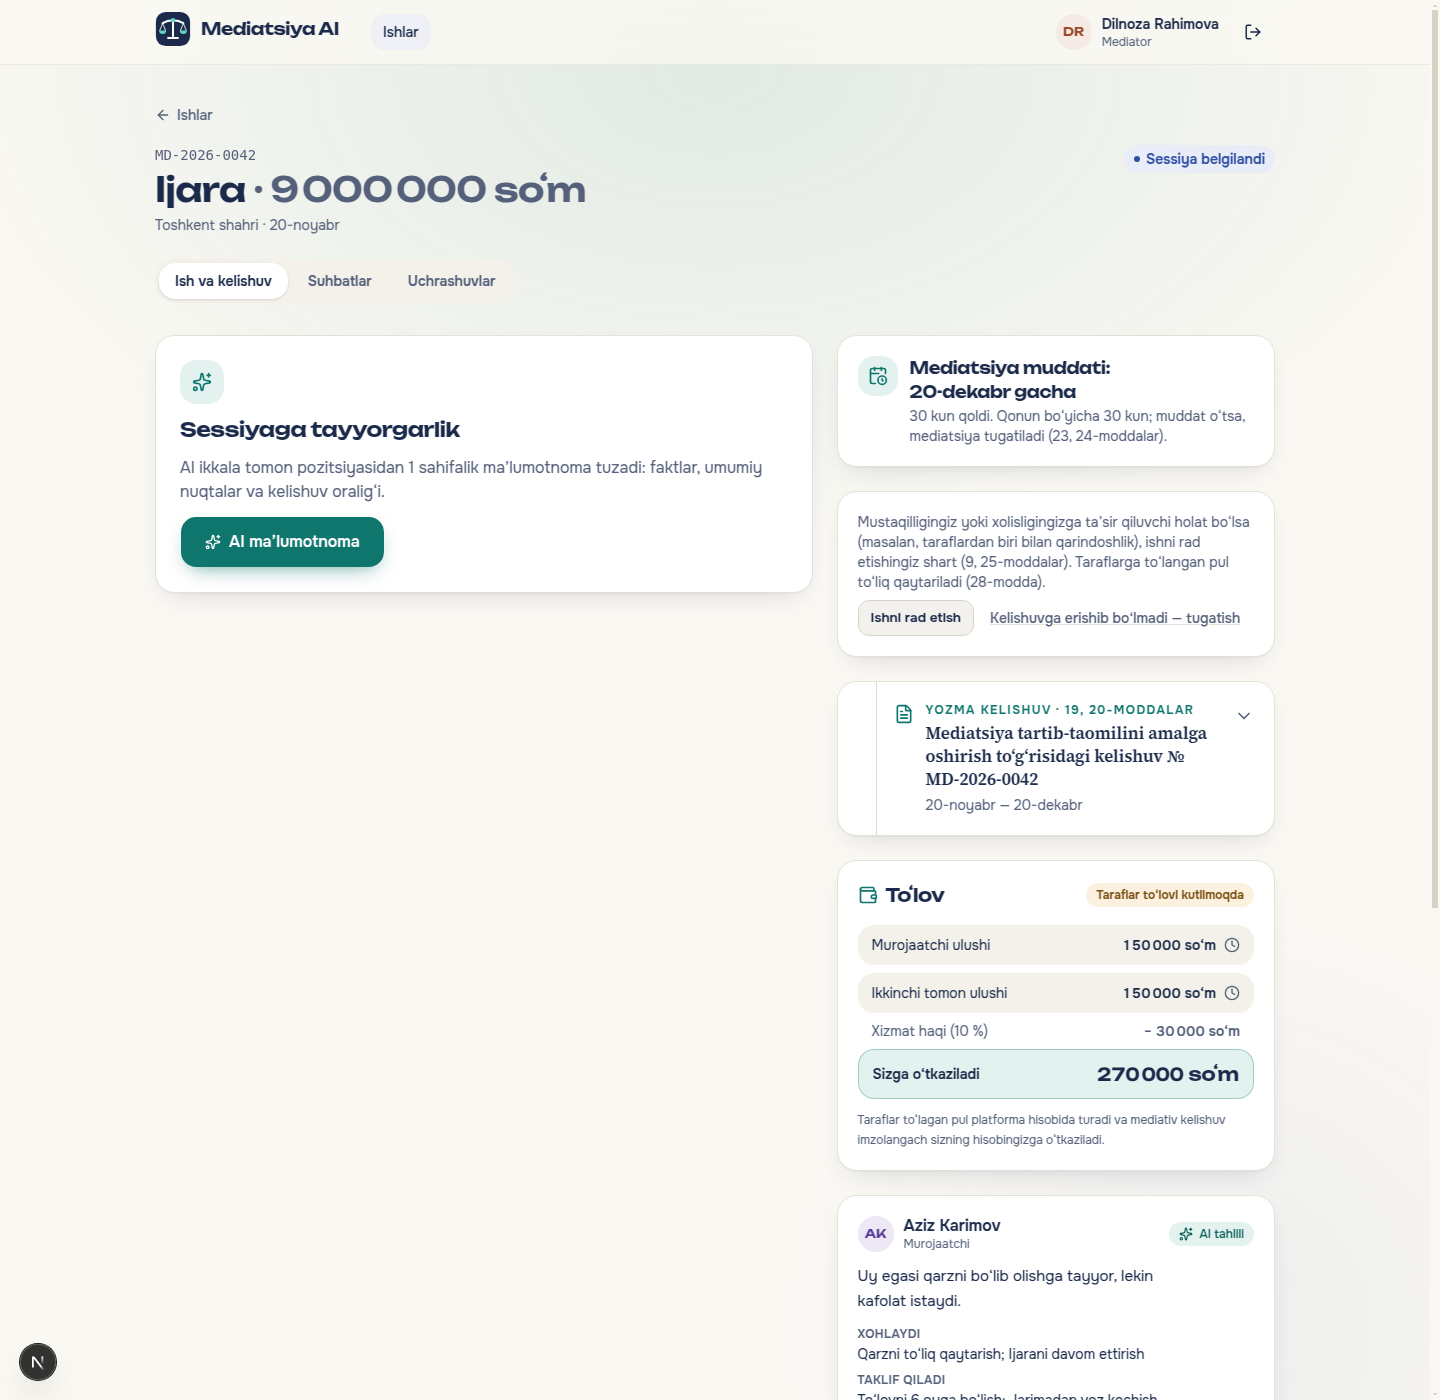 Mediatsiya AI
Ishlar
DR
Dilnoza Rahimova
Mediator
Ishlar
MD-2026-0042
Ijara · 9 000 000 so‘m
Toshkent shahri · 20-noyabr
Sessiya belgilandi
Ish va kelishuv
Suhbatlar
Uchrashuvlar
Sessiyaga tayyorgarlik
AI ikkala tomon pozitsiyasidan 1 sahifalik ma’lumotnoma tuzadi: faktlar, umumiy
nuqtalar va kelishuv oralig‘i.
AI ma’lumotnoma
Mediatsiya muddati:
20-dekabr gacha
30 kun qoldi. Qonun bo‘yicha 30 kun; muddat o‘tsa,
mediatsiya tugatiladi (23, 24-moddalar).
Mustaqilligingiz yoki xolisligingizga ta’sir qiluvchi holat bo‘lsa
(masalan, taraflardan biri bilan qarindoshlik), ishni rad
etishingiz shart (9, 25-moddalar). Taraflarga to‘langan pul
to‘liq qaytariladi (28-modda).
Ishni rad etish
Kelishuvga erishib bo‘lmadi — tugatish
YOZMA KELISHUV · 19, 20-MODDALAR
Mediatsiya tartib-taomilini amalga
oshirish to‘g‘risidagi kelishuv №
MD-2026-0042
20-noyabr — 20-dekabr
To‘lov
Taraflar to‘lovi kutilmoqda
Murojaatchi ulushi
150 000 so‘m
Ikkinchi tomon ulushi
150 000 so‘m
Xizmat haqi (10 %)
− 30 000 so‘m
Sizga o‘tkaziladi
270 000 so‘m
Taraflar to‘lagan pul platforma hisobida turadi va mediativ kelishuv
imzolangach sizning hisobingizga o‘tkaziladi.
AK
Aziz Karimov
Murojaatchi
AI tahlili
Uy egasi qarzni bo‘lib olishga tayyor, lekin
kafolat istaydi.
XOHLAYDI
Qarzni to‘liq qaytarish; Ijarani davom ettirish
TAKLIF QILADI
To‘lovni 6 oyga bo‘lish; Jarimadan voz kechish
N